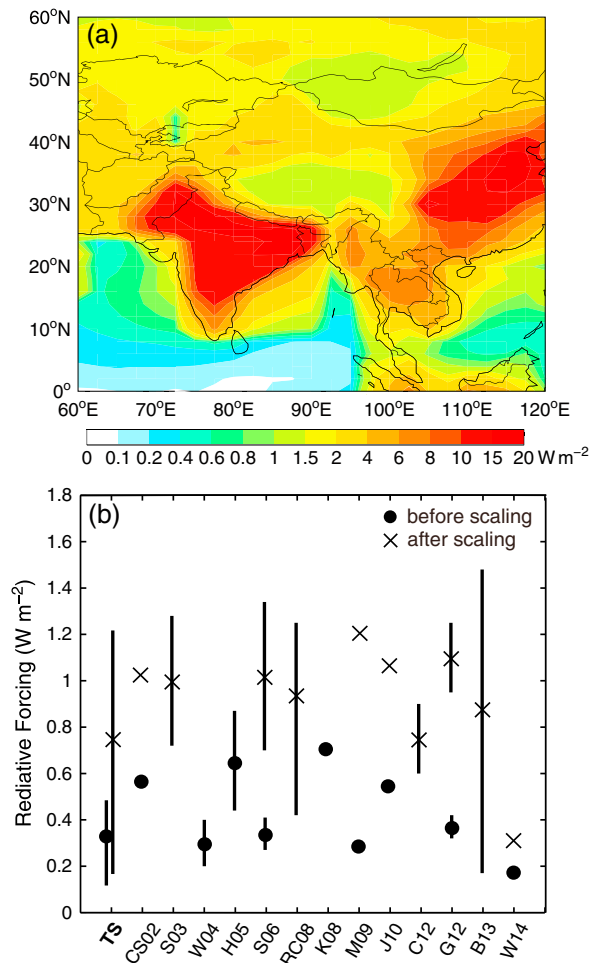 (a)
60°N
50°N
40°N
30°N
20°N
10°N
0°
60°E 70°E 80°E 90°E 100°E 110°E 120°E
0 0.1 0.2 0.4 0.6 0.8 1 1.5 2 4 6 8 10 15 20 W m−2
(b)
before scaling
after scaling
Rediative Forcing (W m−2)
1.8
1.6
1.4
1.2
1
0.8
0.6
0.4
0.2
0
TS CS02 S03 W04 H05 S06 RC08 K08 M09 J10 C12 G12 B13 W14